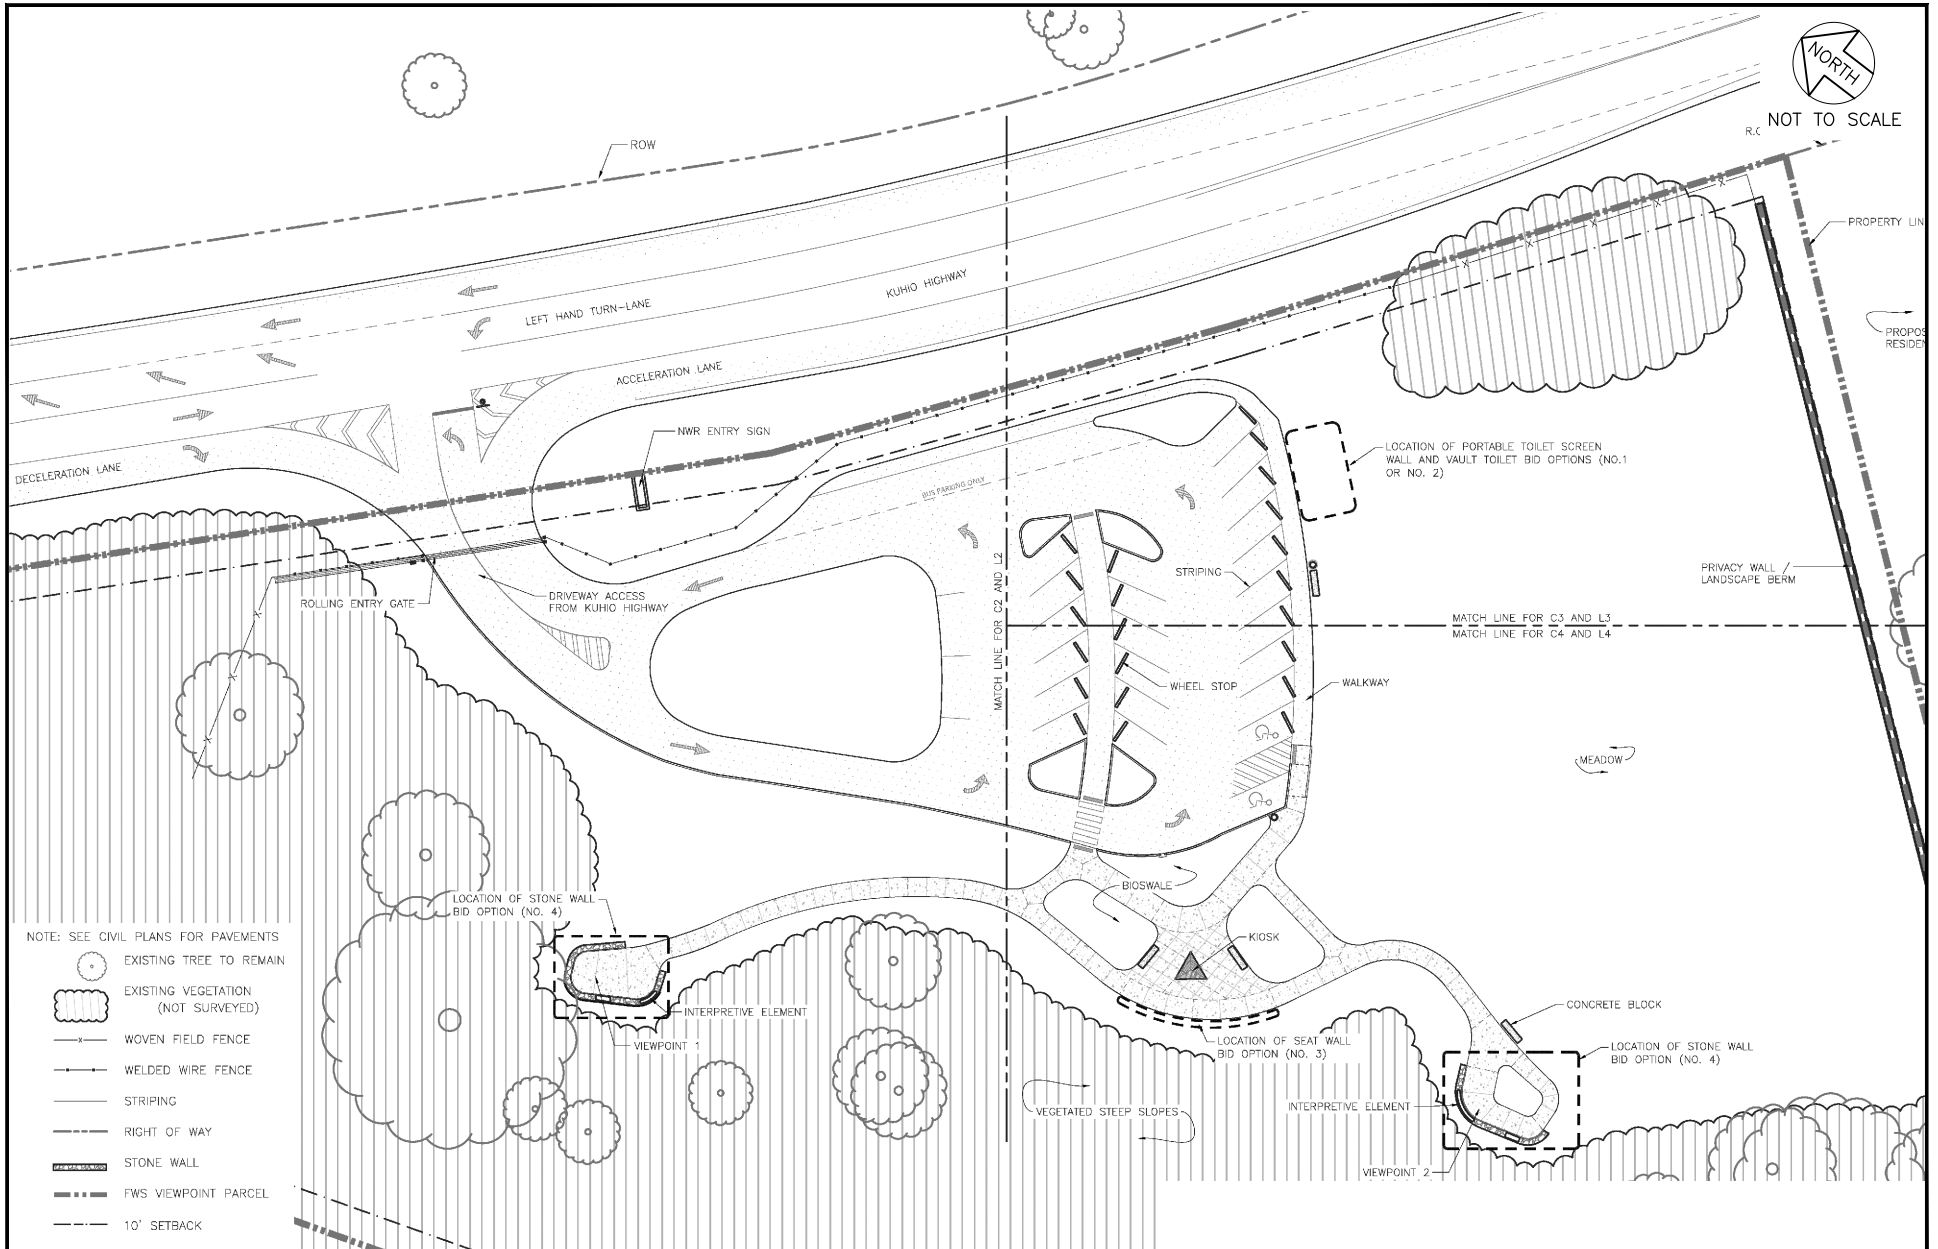 NORTH
NOT TO SCALE
ROW
PROPERTY LIN
KUHIO HIGHWAY
LEFT HAND TURN-LANE
ACCELERATION LANE
DECELERATION LANE
NWR ENTRY SIGN
LOCATION OF PORTABLE TOILET SCREEN
WALL AND VAULT TOILET BID OPTIONS (NO.1
OR NO. 2)
BUS PARKING ONLY
PROPOS
RESIDEN
ROLLING ENTRY GATE
DRIVEWAY ACCESS
FROM KUHIO HIGHWAY
STRIPING
PRIVACY WALL /
LANDSCAPE BERM
MATCH LINE FOR C2 AND L2
MATCH LINE FOR C3 AND L3
MATCH LINE FOR C4 AND L4
WHEEL STOP
WALKWAY
MEADOW
BIOSWALE
KIOSK
LOCATION OF STONE WALL
BID OPTION (NO. 4)
INTERPRETIVE ELEMENT
VIEWPOINT 1
CONCRETE BLOCK
LOCATION OF SEAT WALL
BID OPTION (NO. 3)
LOCATION OF STONE WALL
BID OPTION (NO. 4)
VEGETATED STEEP SLOPES
INTERPRETIVE ELEMENT
VIEWPOINT 2
NOTE: SEE CIVIL PLANS FOR PAVEMENTS
EXISTING TREE TO REMAIN
EXISTING VEGETATION
(NOT SURVEYED)
WOVEN FIELD FENCE
WELDED WIRE FENCE
STRIPING
RIGHT OF WAY
STONE WALL
FWS VIEWPOINT PARCEL
10' SETBACK